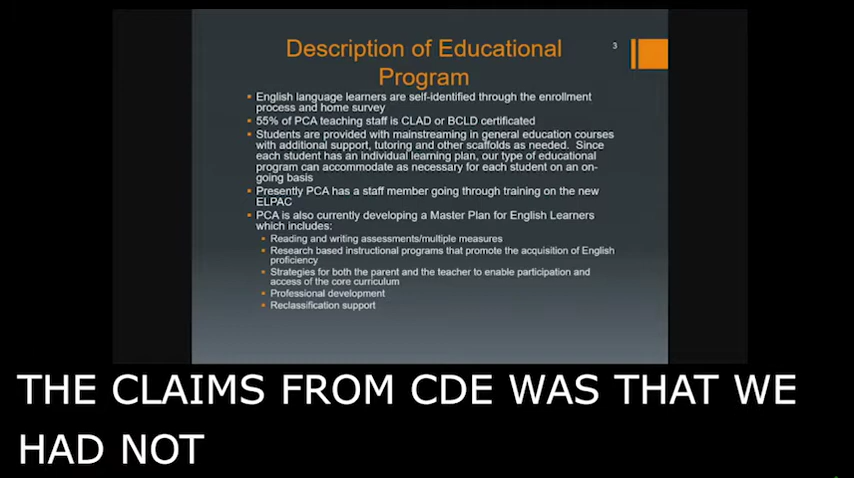 Description of Educational
Program
3
English language learners are self-identified through the enrollment
process and home survey
55% of PCA teaching staff is CLAD or BCLD certificated
Students are provided with mainstreaming in general education courses
with additional support, tutoring and other scaffolds as needed. Since
each student has an individual learning plan, our type of educational
program can accommodate as necessary for each student on an on-
going basis
Presently PCA has a staff member going through training on the new
ELPAC
PCA is also currently developing a Master Plan for English Learners
which includes:
Reading and writing assessments/multiple measures
Research based instructional programs that promote the acquisition of English
proficiency
Strategies for both the parent and the teacher to enable participation and
access of the core curriculum
Professional development
Reclassification support
THE CLAIMS FROM CDE WAS THAT WE
HAD NOT